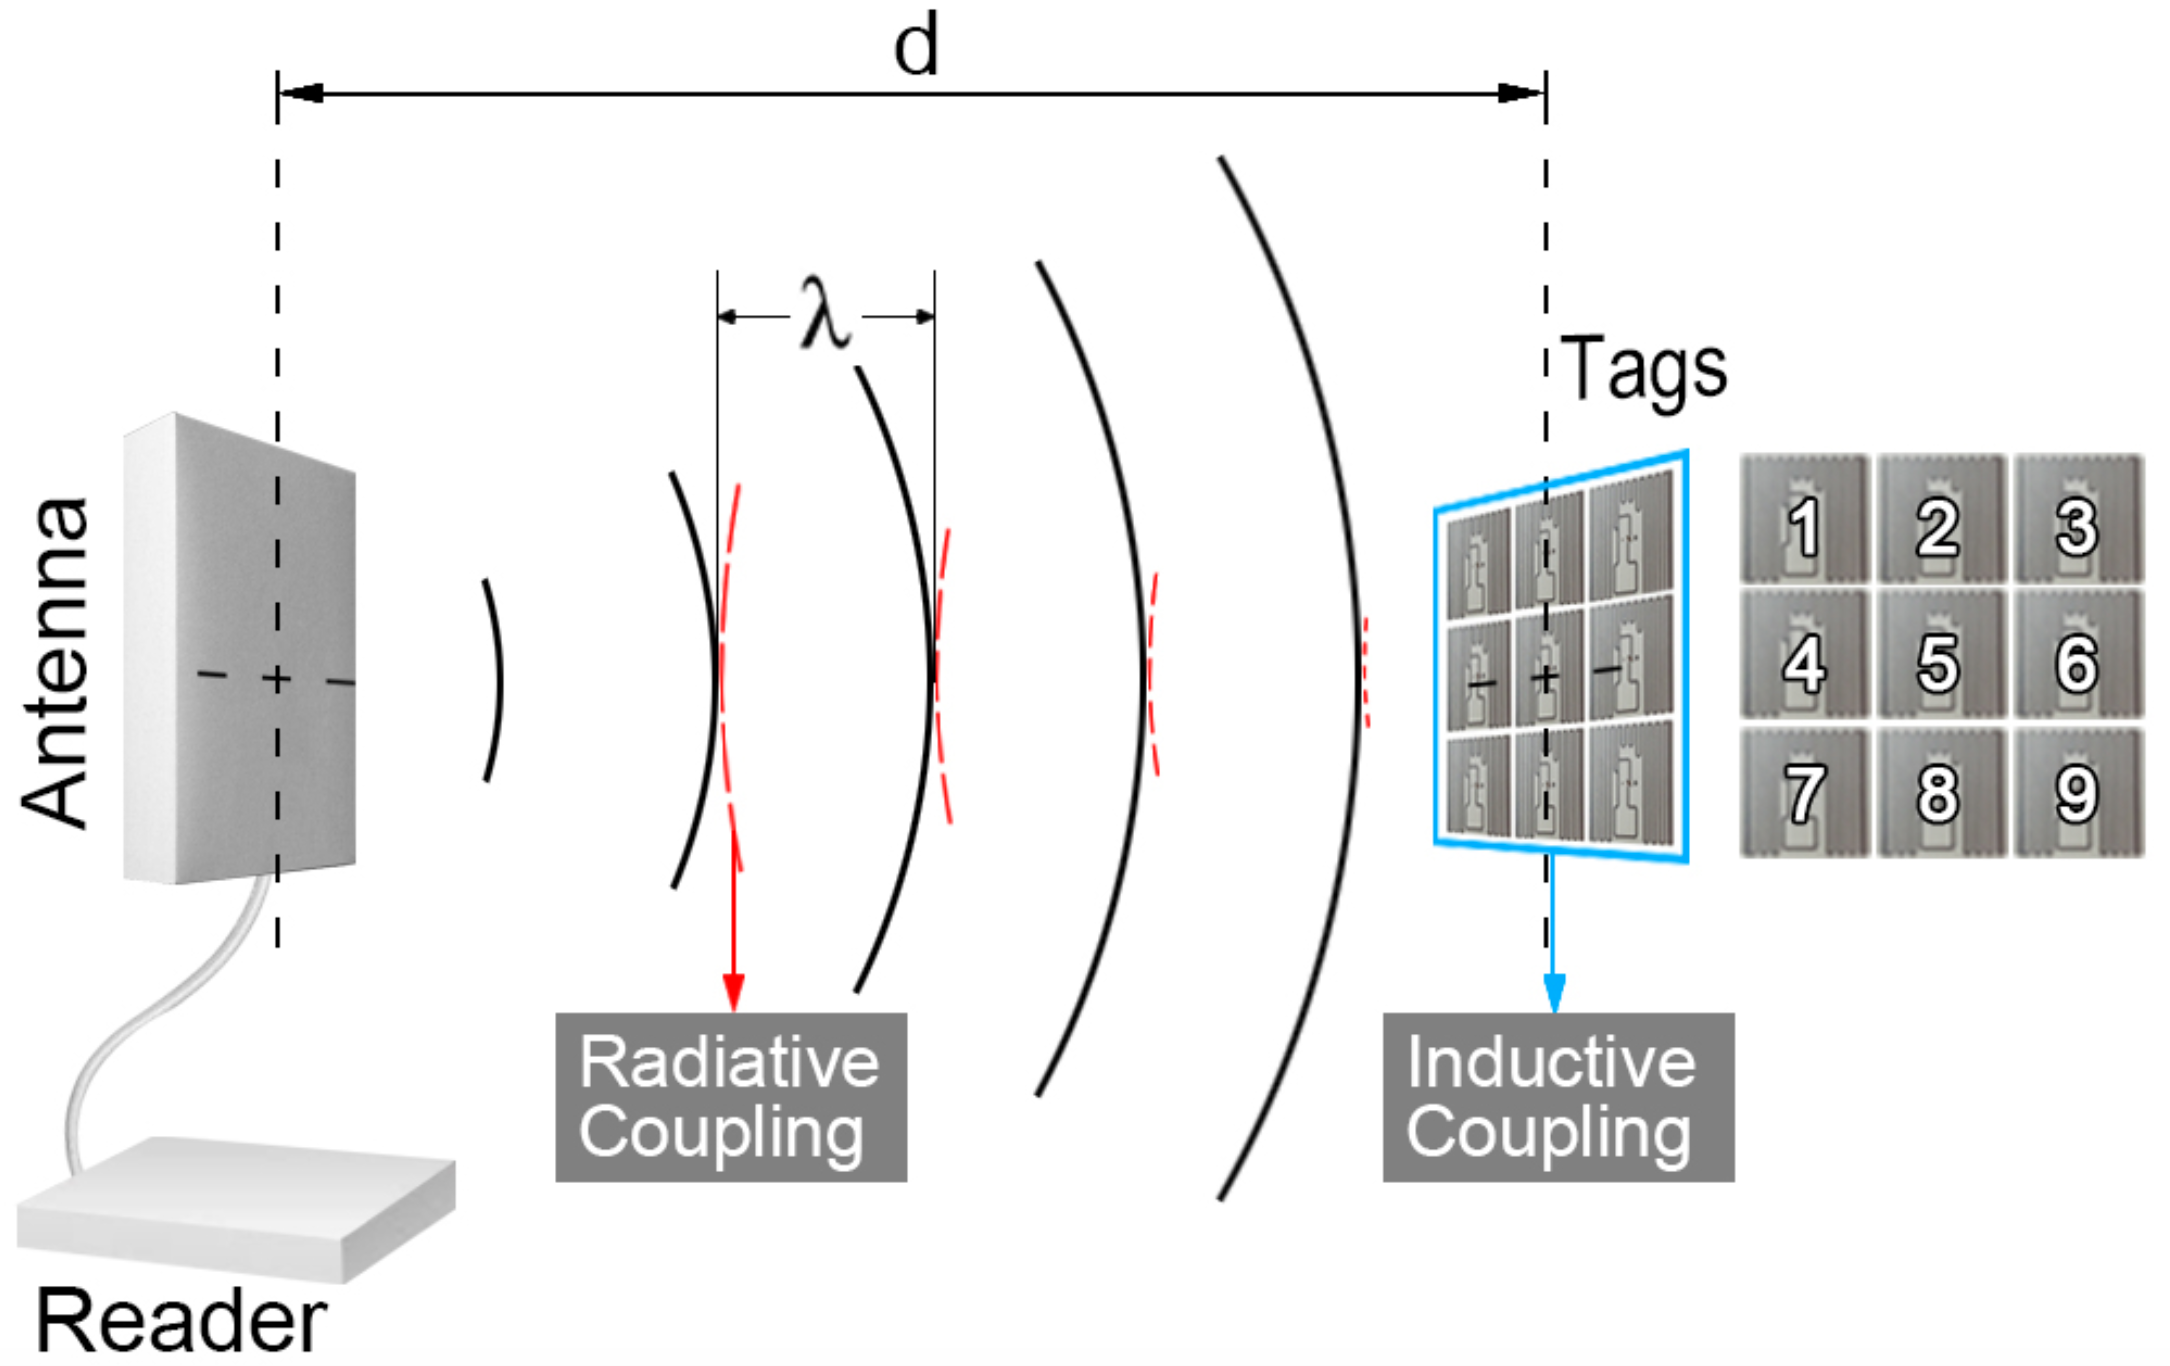 d
λ
Tags
Antenna
1 2 3
4 5 6
7 8 9
Radiative
Coupling
Inductive
Coupling
Reader